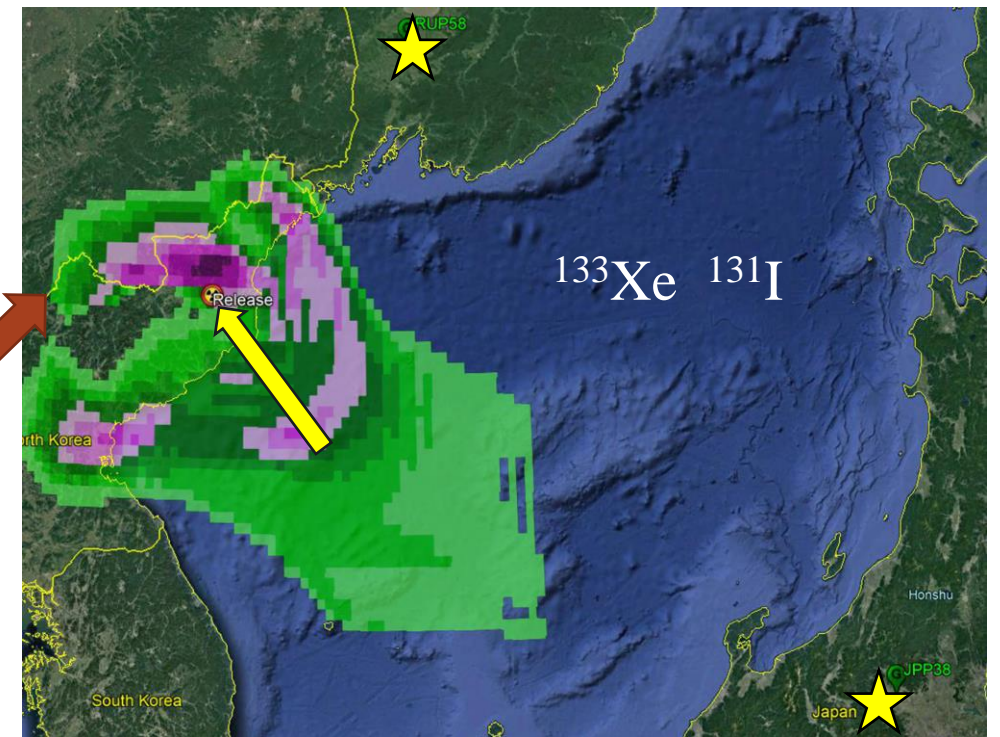 RUP58
¹³³Xe ¹³¹I
Release
orth Korea
Honshu
JPP38
South Korea
Japan